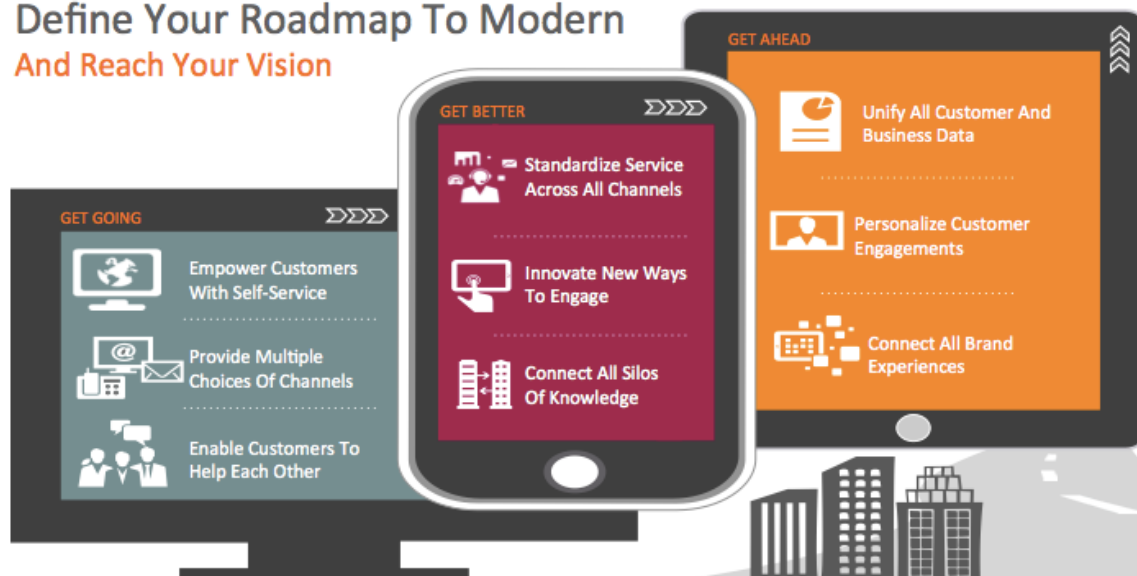 Define Your Roadmap To Modern
And Reach Your Vision
GET GOING
Empower Customers
With Self-Service
Provide Multiple
Choices Of Channels
@
Enable Customers To
Help Each Other
GET BETTER
Standardize Service
Across All Channels
Innovate New Ways
To Engage
Connect All Silos
Of Knowledge
GET AHEAD
Unify All Customer And
Business Data
Personalize Customer
Engagements
Connect All Brand
Experiences